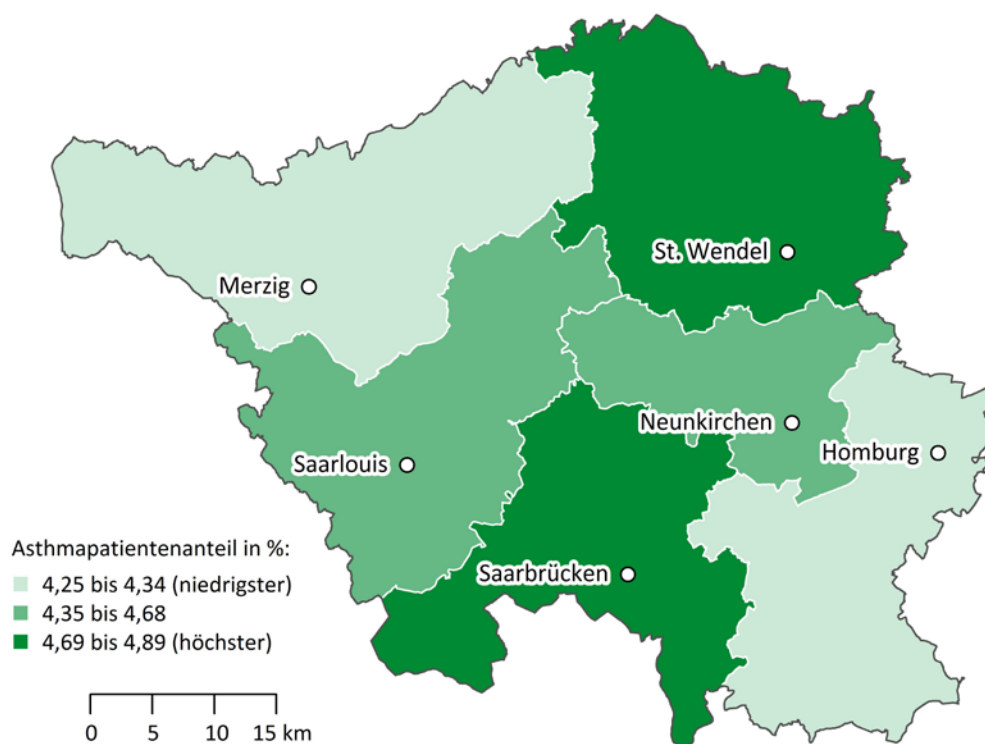 St. Wendel
Merzig
Neunkirchen
Homburg
Saarlouis
Saarbrücken
Asthmapatientenanteil in %:
4,25 bis 4,34 (niedrigster)
4,35 bis 4,68
4,69 bis 4,89 (höchster)
0 5 10 15 km